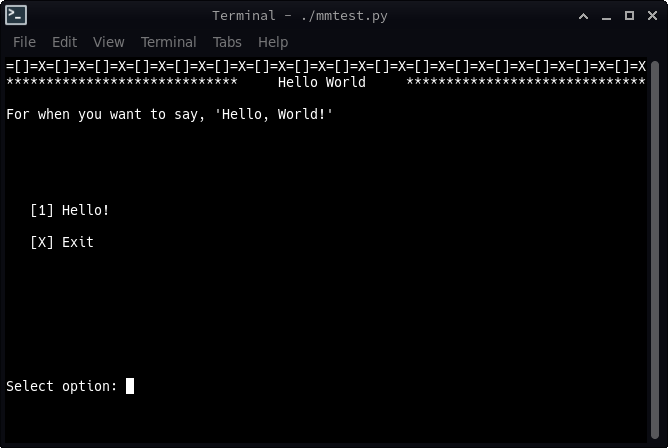 Terminal - ./mmtest.py
File Edit View Terminal Tabs Help
=[]=X=[]=X=[]=X=[]=X=[]=X=[]=X=[]=X=[]=X=[]=X=[]=X=[]=X=[]=X=[]=X=[]=X=[]=X=[]=X
***************************** Hello World ******************************
For when you want to say, 'Hello, World!'
[1] Hello!
[X] Exit
Select option: